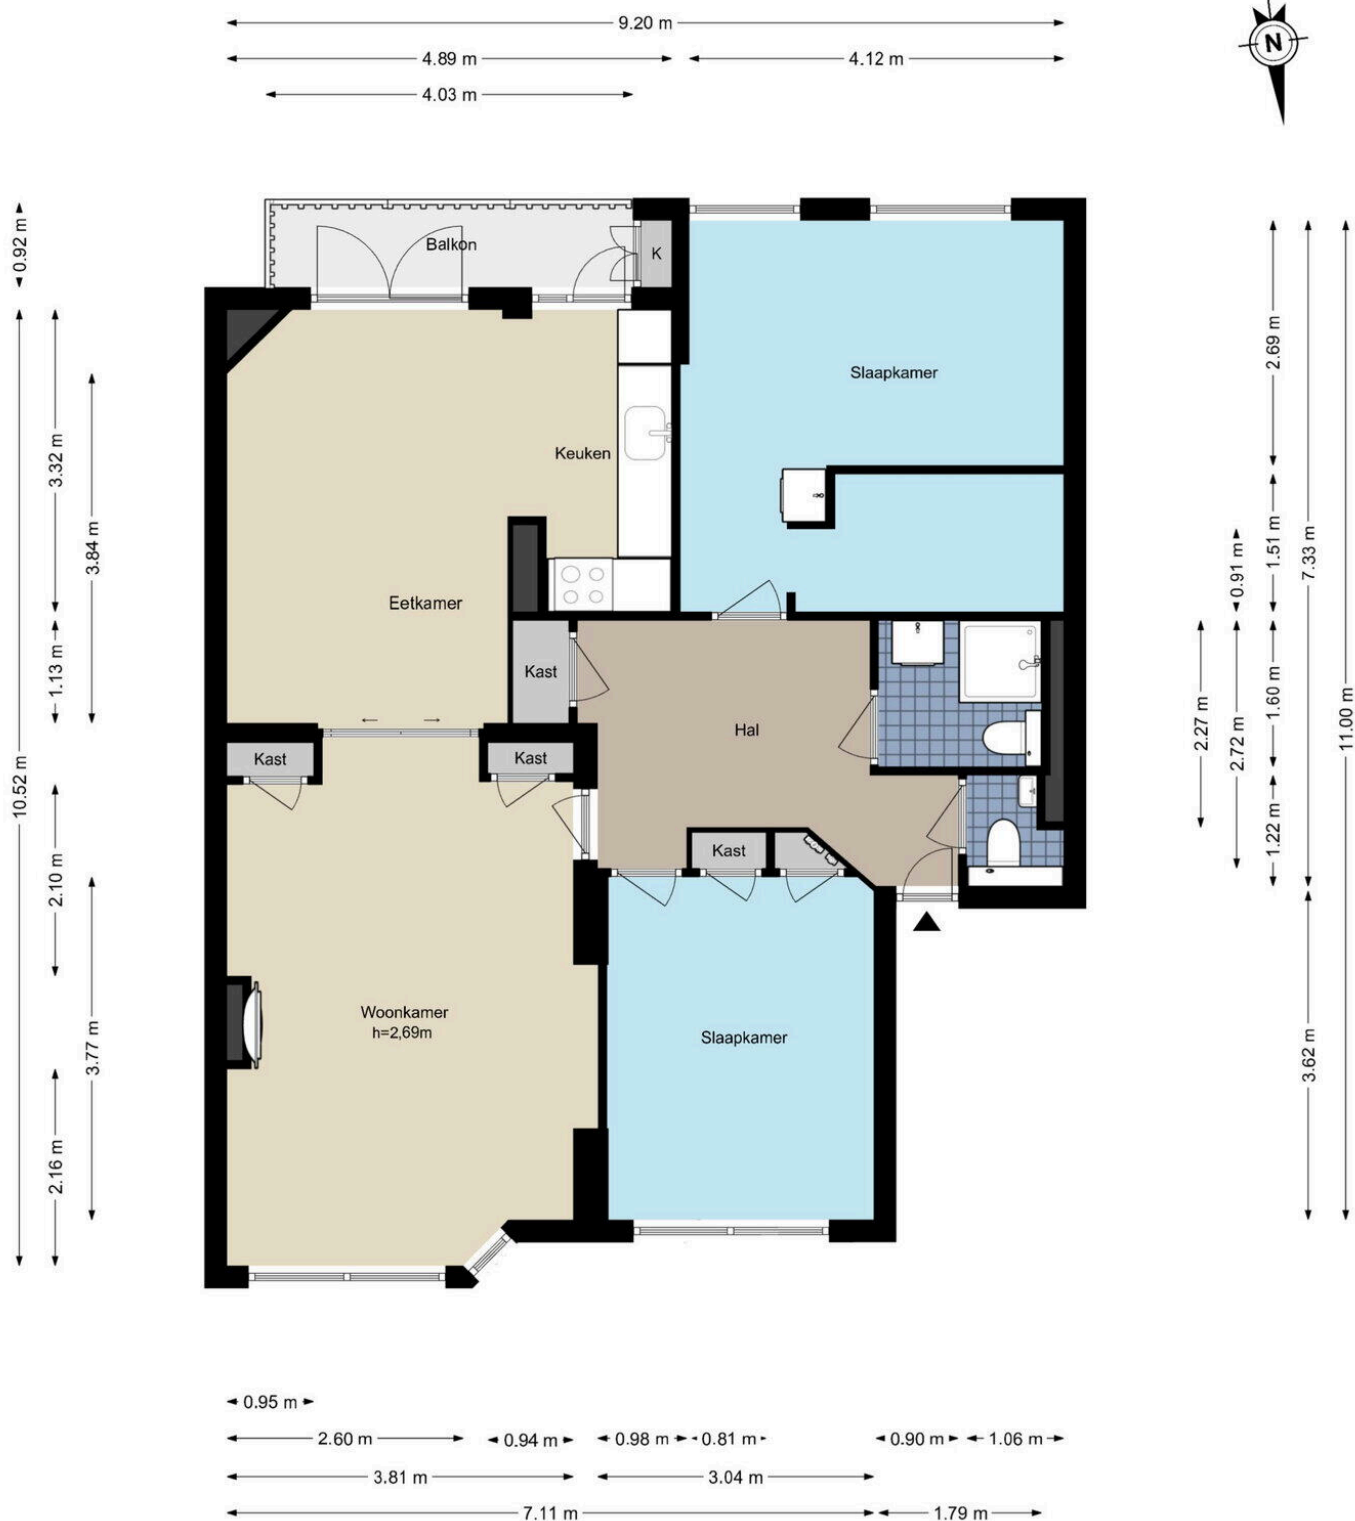 9.20 m
4.89 m
4.12 m
4.03 m
N
0.92 m
10.52 m
3.32 m
1.13 m
2.10 m
2.16 m
3.84 m
3.77 m
Balkon
K
Slaapkamer
Keuken
Eetkamer
Kast
Hal
Kast
Kast
Kast
Woonkamer
h=2,69m
Slaapkamer
2.27 m
0.91 m
2.72 m
2.69 m
1.51 m
1.60 m
1.22 m
7.33 m
3.62 m
11.00 m
0.95 m
2.60 m
0.94 m
0.98 m
0.81 m
0.90 m
1.06 m
3.81 m
3.04 m
7.11 m
1.79 m